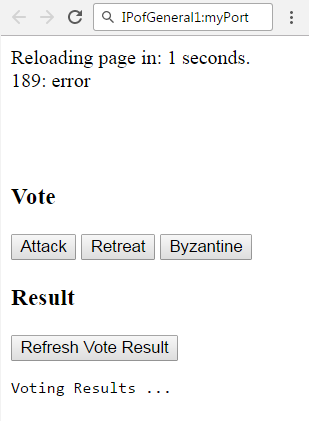 IPofGeneral1:myPort
Reloading page in: 1 seconds.
189: error
Vote
Attack Retreat Byzantine
Result
Refresh Vote Result
Voting Results ...